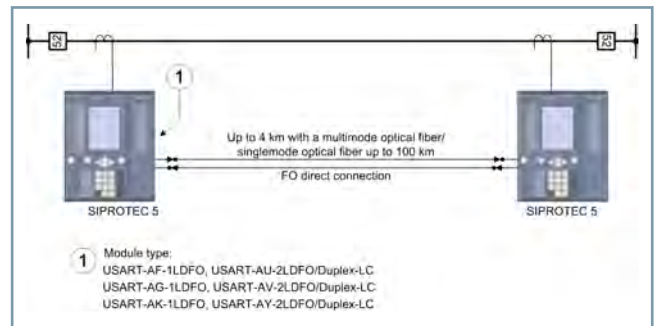 52
52
1
Up to 4 km with a multimode optical fiber/
singlemode optical fiber up to 100 km
FO direct connection
SIPROTEC 5
SIPROTEC 5
1
Module type:
USART-AF-1LDFO, USART-AU-2LDFO/Duplex-LC
USART-AG-1LDFO, USART-AV-2LDFO/Duplex-LC
USART-AK-1LDFO, USART-AY-2LDFO/Duplex-LC